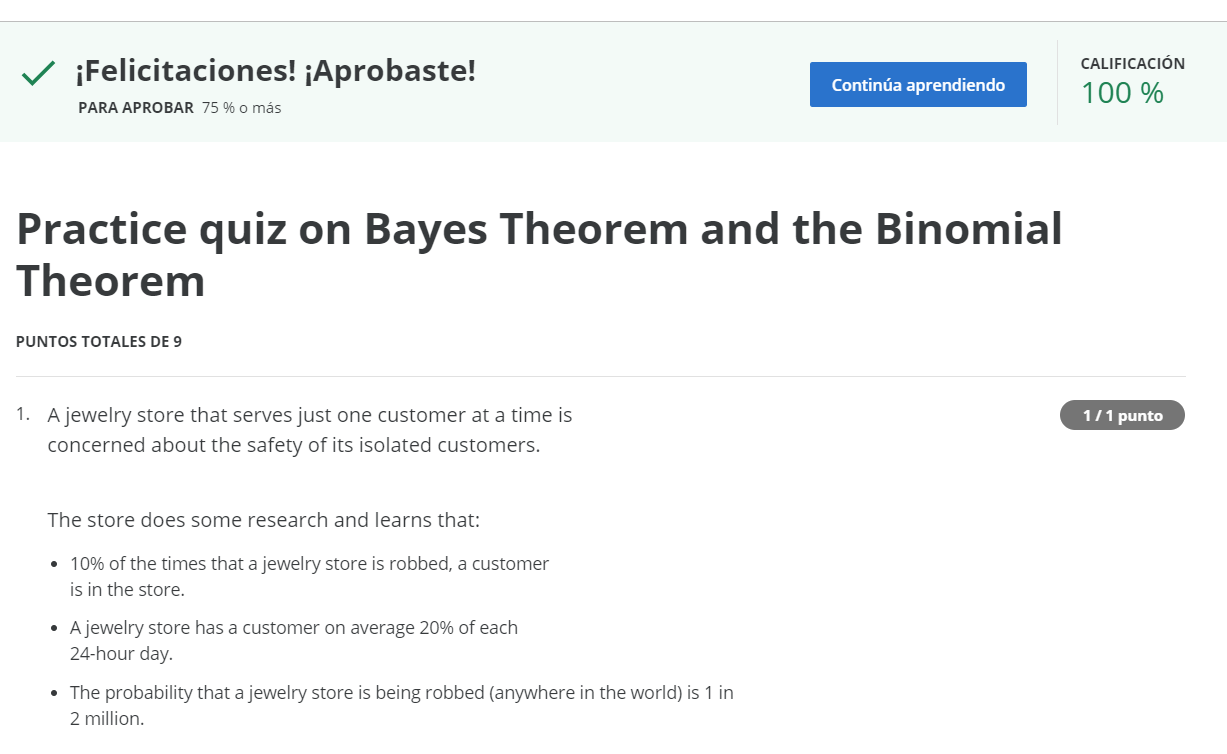 ¡Felicitaciones! ¡Aprobaste!
PARA APROBAR 75 % o más
Continúa aprendiendo
CALIFICACIÓN
100 %
Practice quiz on Bayes Theorem and the Binomial
Theorem
PUNTOS TOTALES DE 9
1. A jewelry store that serves just one customer at a time is
concerned about the safety of its isolated customers.
1 / 1 punto
The store does some research and learns that:
• 10% of the times that a jewelry store is robbed, a customer
is in the store.
• A jewelry store has a customer on average 20% of each
24-hour day.
• The probability that a jewelry store is being robbed (anywhere in the world) is 1 in
2 million.